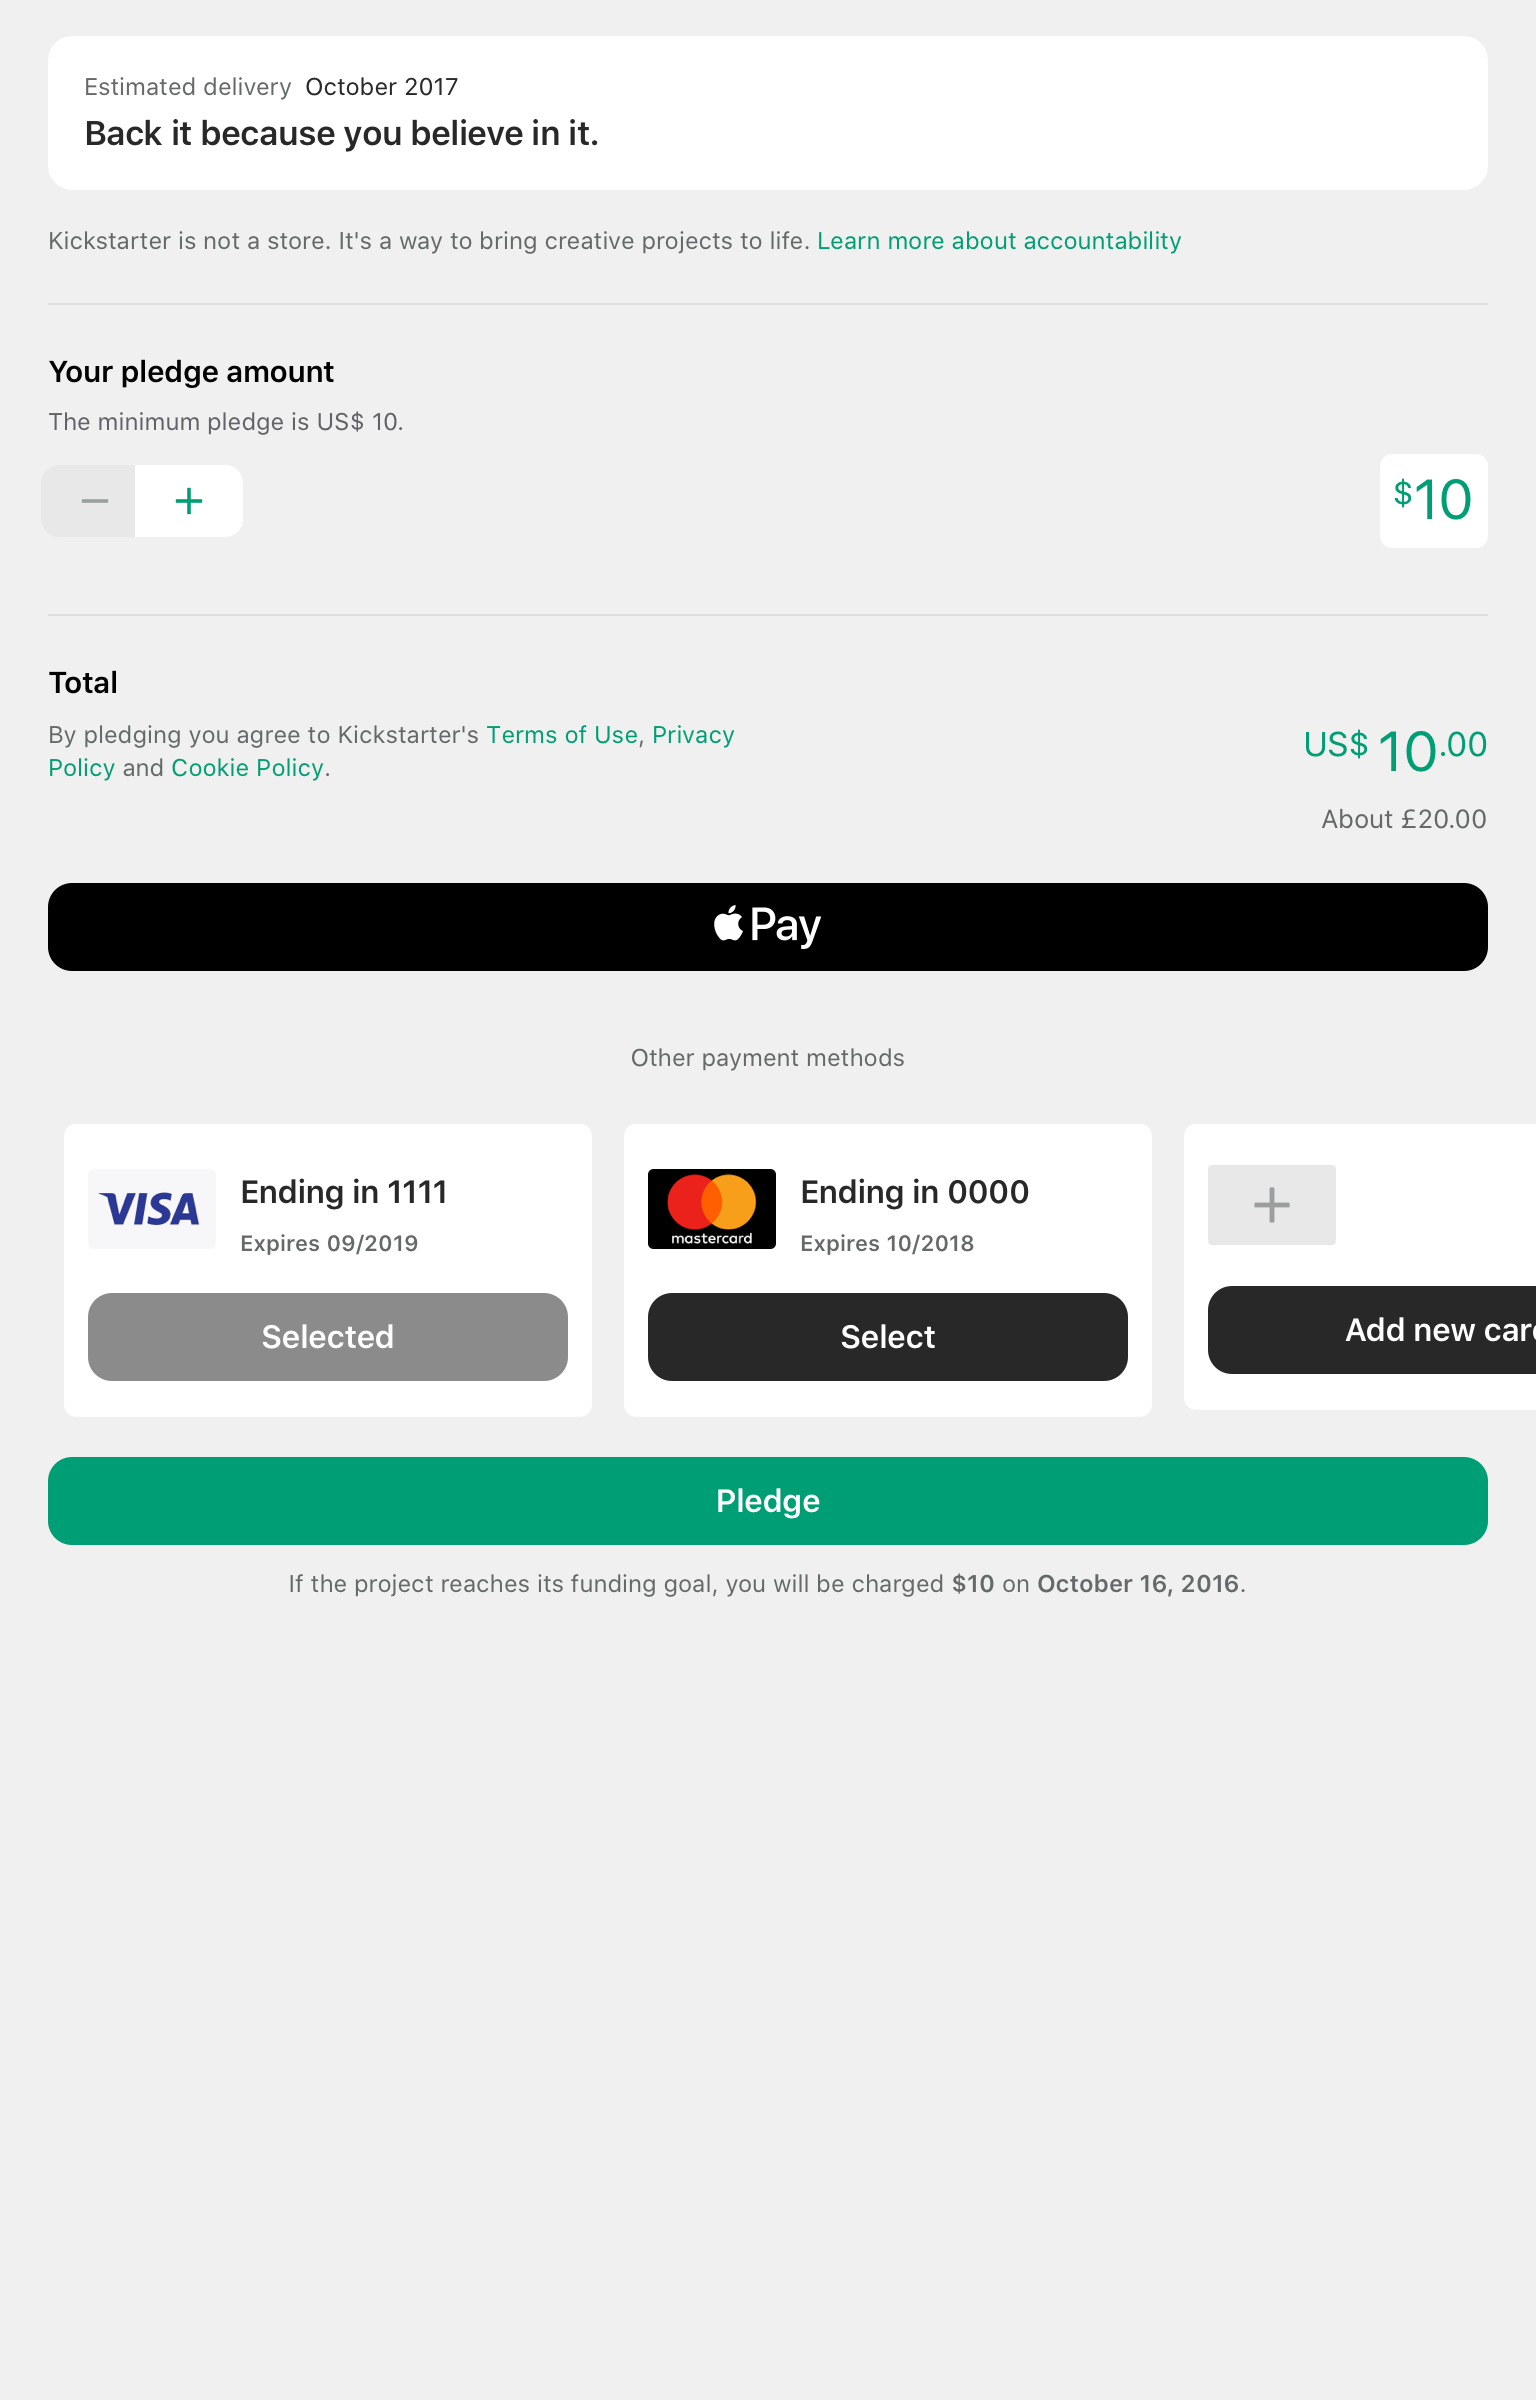 Estimated delivery October 2017
Back it because you believe in it.
Kickstarter is not a store. It's a way to bring creative projects to life. Learn more about accountability
Your pledge amount
The minimum pledge is US$ 10.
− +
$10
Total
By pledging you agree to Kickstarter's Terms of Use, Privacy
Policy and Cookie Policy.
US$ 10.00
About £20.00
Pay
Other payment methods
VISA
Ending in 1111
Expires 09/2019
Selected
mastercard
Ending in 0000
Expires 10/2018
Select
+
Add new
Pledge
If the project reaches its funding goal, you will be charged $10 on October 16, 2016.